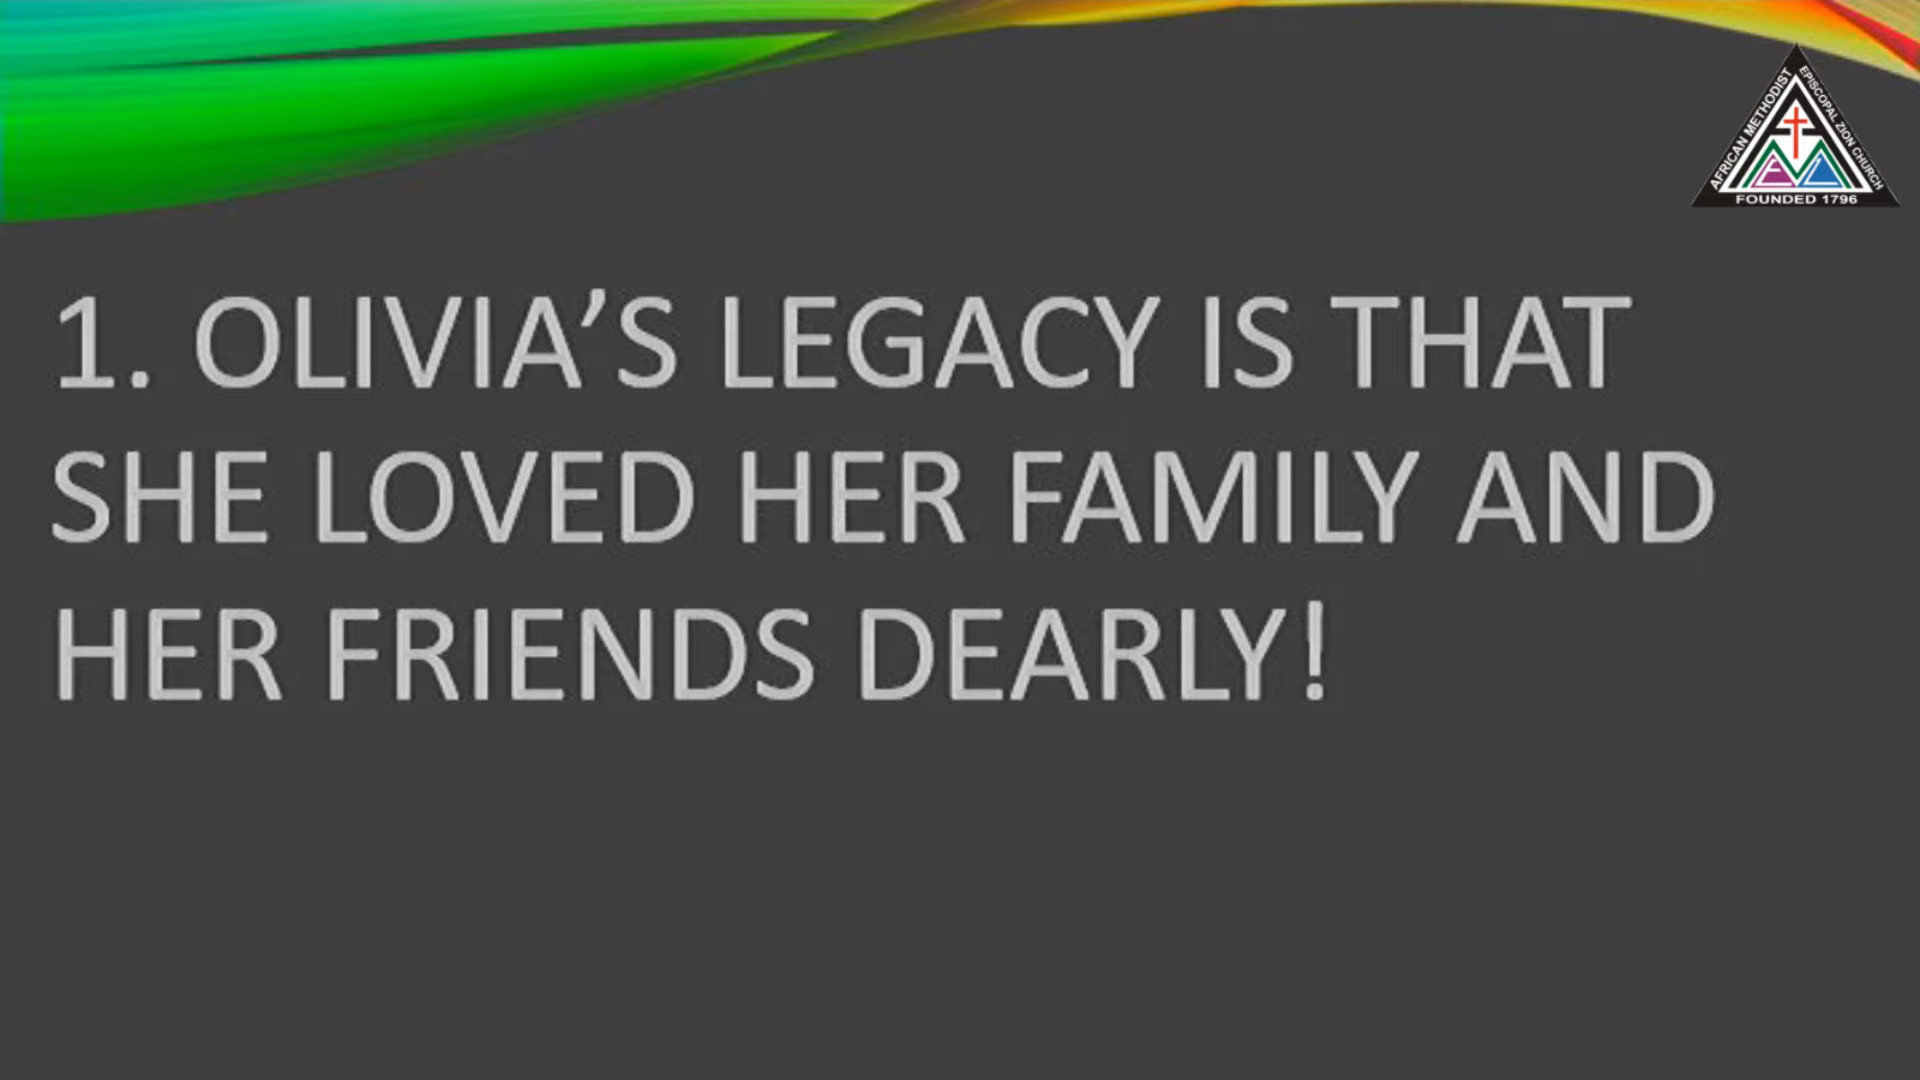 AFRICAN METHODIST
EPISCOPAL ZION CHURCH
FOUNDED 1796
1. OLIVIA’S LEGACY IS THAT
SHE LOVED HER FAMILY AND
HER FRIENDS DEARLY!